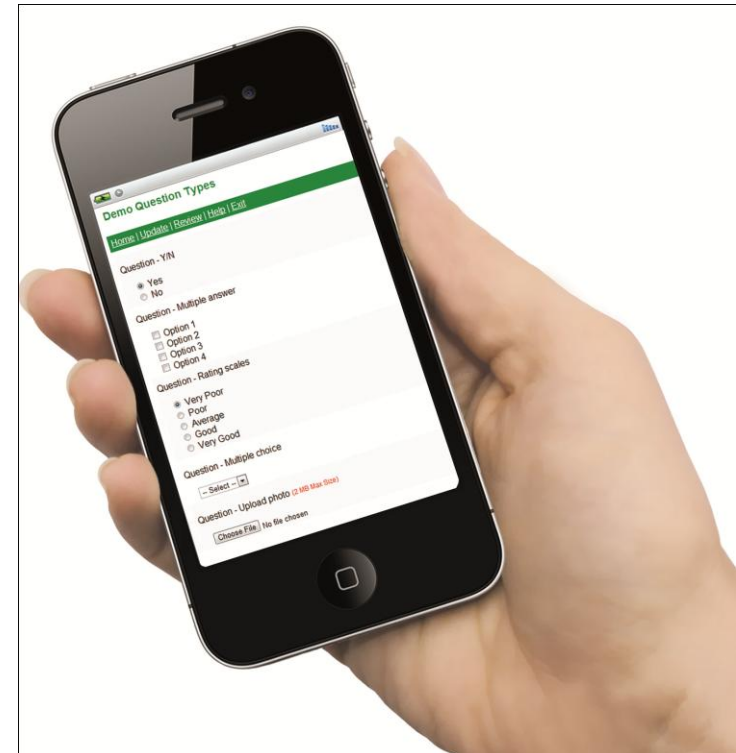 Demo Question Types
Home | Update | Review | Help | Exit
Question - Y/N
Yes
No
Question - Multiple answer
Option 1
Option 2
Option 3
Option 4
Question - Rating scales
Very Poor
Poor
Average
Good
Very Good
Question - Multiple choice
-- Select --
Question - Upload photo (2 MB Max Size)
Choose File No file chosen